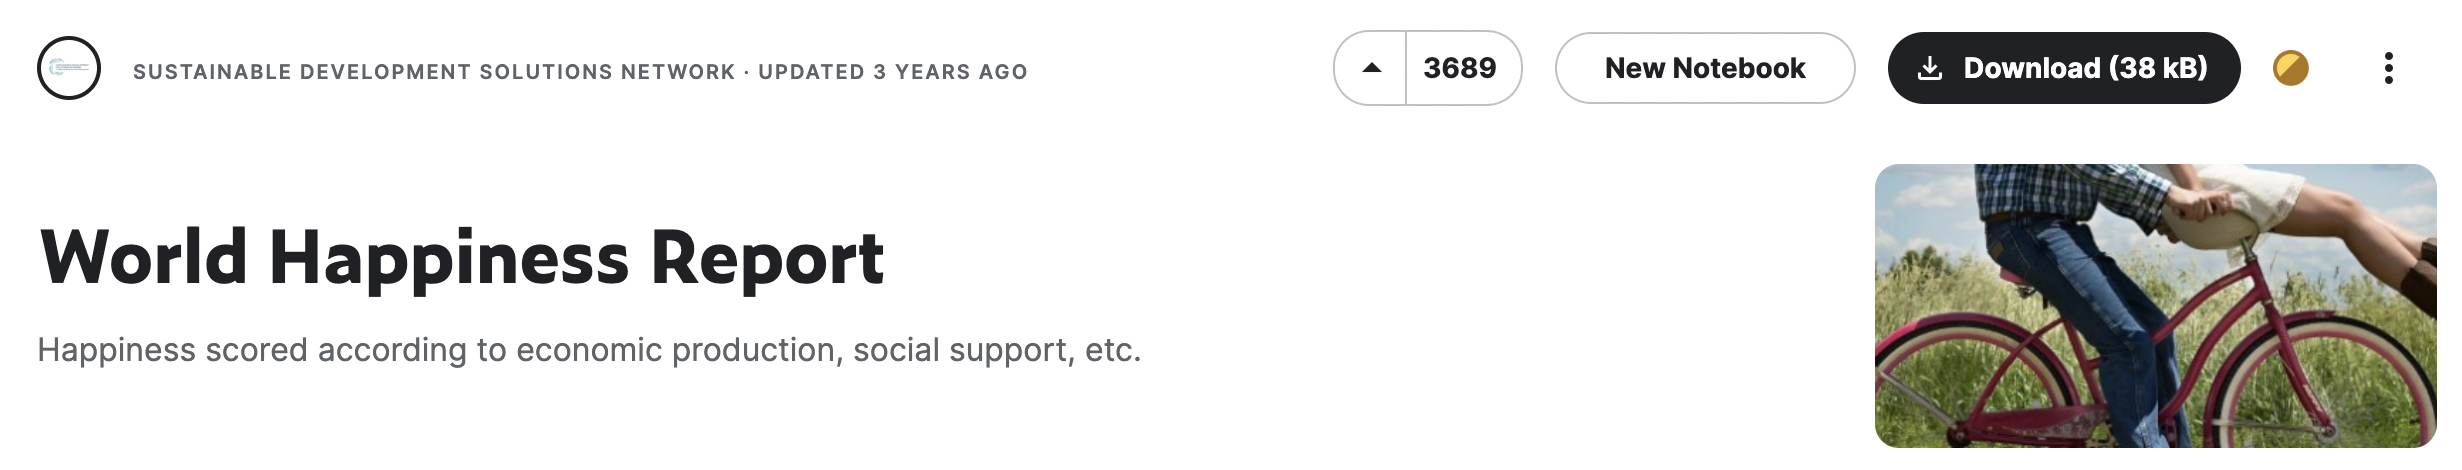 SUSTAINABLE DEVELOPMENT SOLUTIONS NETWORK · UPDATED 3 YEARS AGO
3689
New Notebook
Download (38 kB)
World Happiness Report
Happiness scored according to economic production, social support, etc.